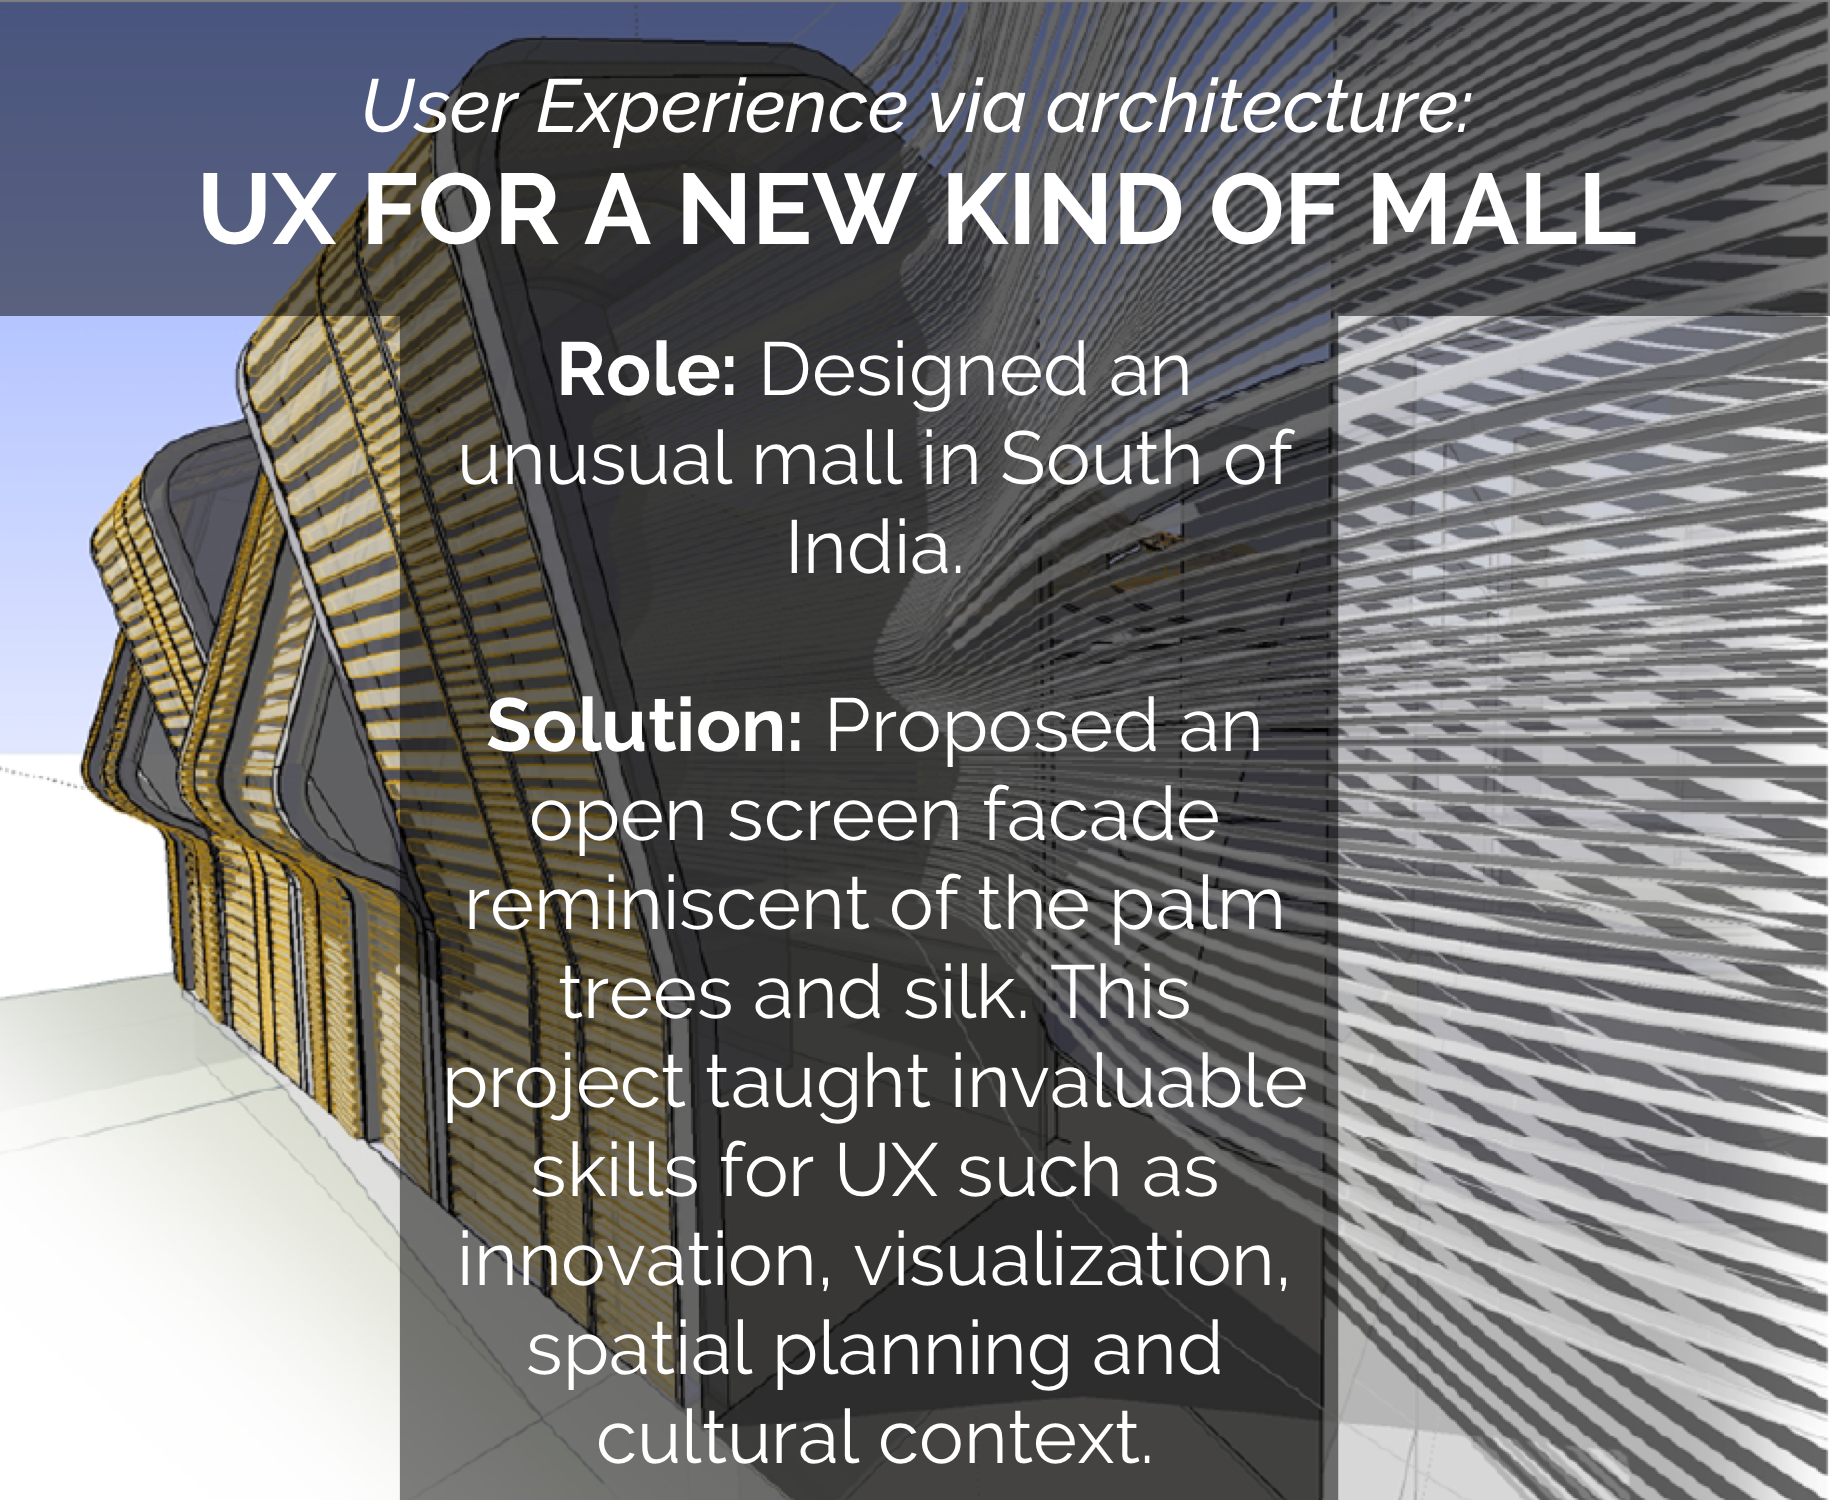 User Experience via architecture:
UX FOR A NEW KIND OF MALL
Role: Designed an
unusual mall in South of
India.
Solution: Proposed an
open screen facade
reminiscent of the palm
trees and silk. This
project taught invaluable
skills for UX such as
innovation, visualization,
spatial planning and
cultural context.